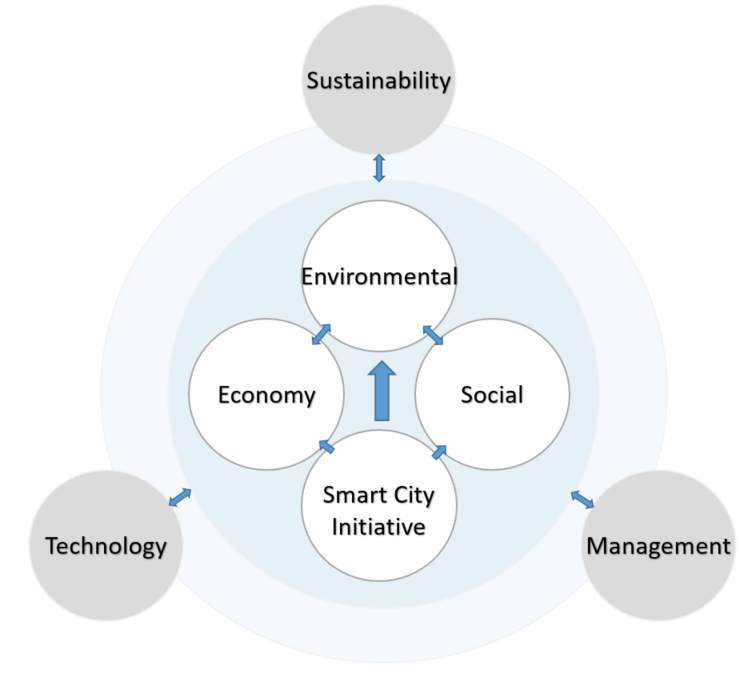 Sustainability
Environmental
Economy
Social
Smart City
Initiative
Technology
Management